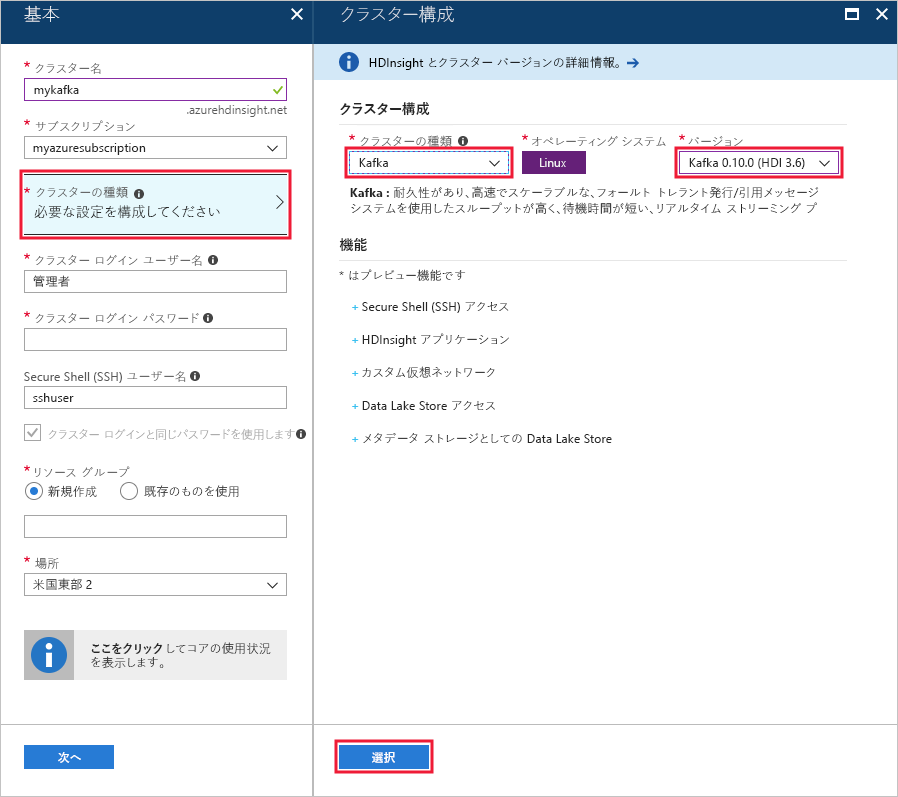 基本
* クラスター名
mykafka
.azurehdinsight.net
* サブスクリプション
myazuresubscription
* クラスターの種類
必要な設定を構成してください
* クラスター ログイン ユーザー名
管理者
* クラスター ログイン パスワード
Secure Shell (SSH) ユーザー名
sshuser
クラスター ログインと同じパスワードを使用します
* リソース グループ
新規作成 既存のものを使用
* 場所
米国東部 2
ここをクリックしてコアの使用状況
を表示します。
次へ
クラスター構成
HDInsight とクラスター バージョンの詳細情報。
クラスター構成
* クラスターの種類 * オペレーティング システム * バージョン
Kafka Linux Kafka 0.10.0 (HDI 3.6)
Kafka : 耐久性があり、高速でスケーラブルな、フォールト トレラント発行/引用メッセージ
システムを使用したスループットが高く、待機時間が短い、リアルタイム ストリーミング プ
機能
* はプレビュー機能です
+ Secure Shell (SSH) アクセス
+ HDInsight アプリケーション
+ カスタム仮想ネットワーク
+ Data Lake Store アクセス
+ メタデータ ストレージとしての Data Lake Store
選択